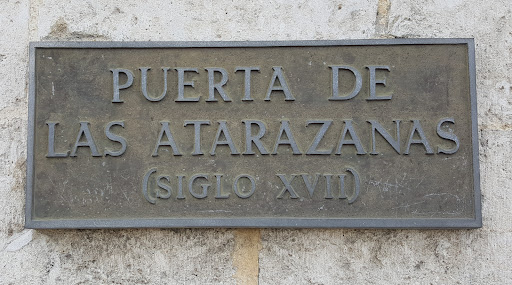 PUERTA DE
LAS ATARAZANAS
(SIGLO XVII)